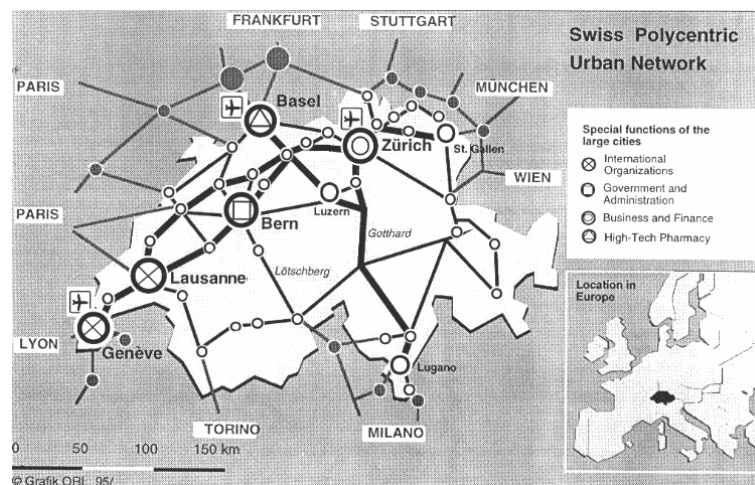 FRANKFURT
STUTTGART
Swiss Polycentric
Urban Network
PARIS
MÜNCHEN
Basel
Zürich
St. Gallen
Special functions of the
large cities
International
Organizations
Government and
Administration
Business and Finance
High-Tech Pharmacy
WIEN
PARIS
Luzern
Bern
Gotthard
Lausanne
Lötschberg
Location in
Europe
LYON
Genève
Lugano
TORINO
MILANO
0 50 100 150 km
© Grafik ORL, 95/